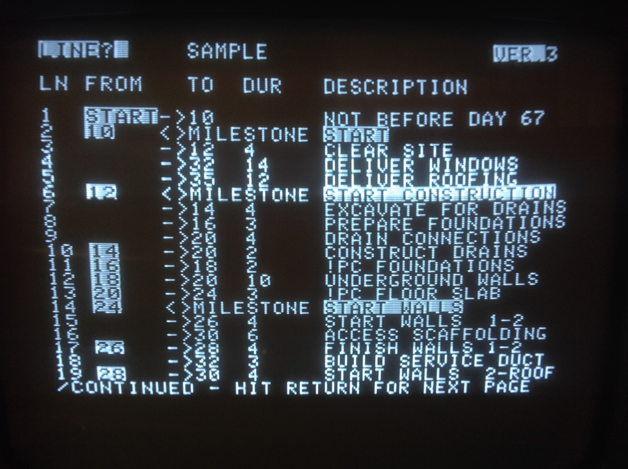 LINE? SAMPLE VER.3
LN FROM TO DUR DESCRIPTION
1 START->10 NOT BEFORE DAY 67
2 10 <>MILESTONE START
3 ->12 4 CLEAR SITE
4 ->32 14 DELIVER WINDOWS
5 ->35 12 DELIVER ROOFING
6 12 <>MILESTONE START CONSTRUCTION
7 ->14 4 EXCAVATE FOR DRAINS
8 ->16 3 PREPARE FOUNDATIONS
9 ->20 4 DRAIN CONNECTIONS
10 14 ->20 2 CONSTRUCT DRAINS
11 16 ->18 2 !PC FOUNDATIONS
12 18 ->20 10 UNDERGROUND WALLS
13 20 ->24 3 !PC FLOOR SLAB
14 24 <>MILESTONE START WALLS
15 ->26 4 START WALLS 1-2
16 ->30 6 ACCESS SCAFFOLDING
17 26 ->28 4 FINISH WALLS 1-2
18 ->30 3 BUILD SERVICE DUCT
19 28 ->30 4 START WALLS 2-ROOF
/CONTINUED - HIT RETURN FOR NEXT PAGE